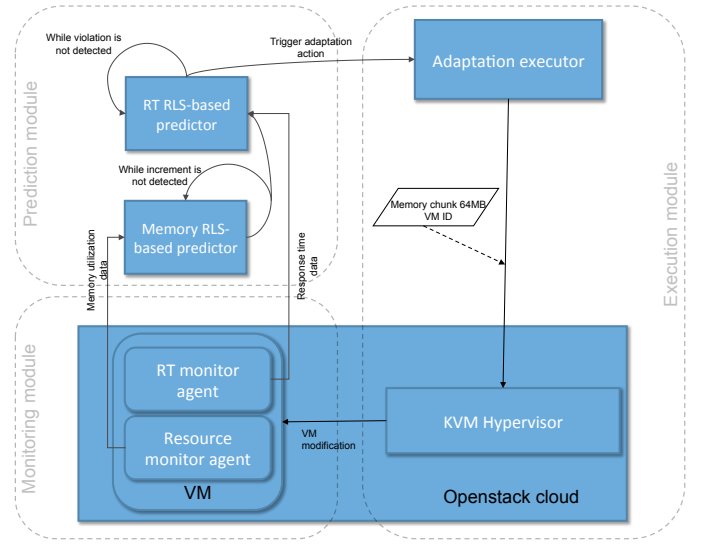 While violation is
not detected
Trigger adaptation
action
Adaptation executor
RT RLS-based
predictor
Prediction module
While increment is
not detected
Memory RLS-
based predictor
Memory chunk 64MB
VM ID
Execution module
Memory utilization
data
Response time
data
Monitoring module
RT monitor
agent
Resource
monitor agent
VM
VM
modification
KVM Hypervisor
Openstack cloud